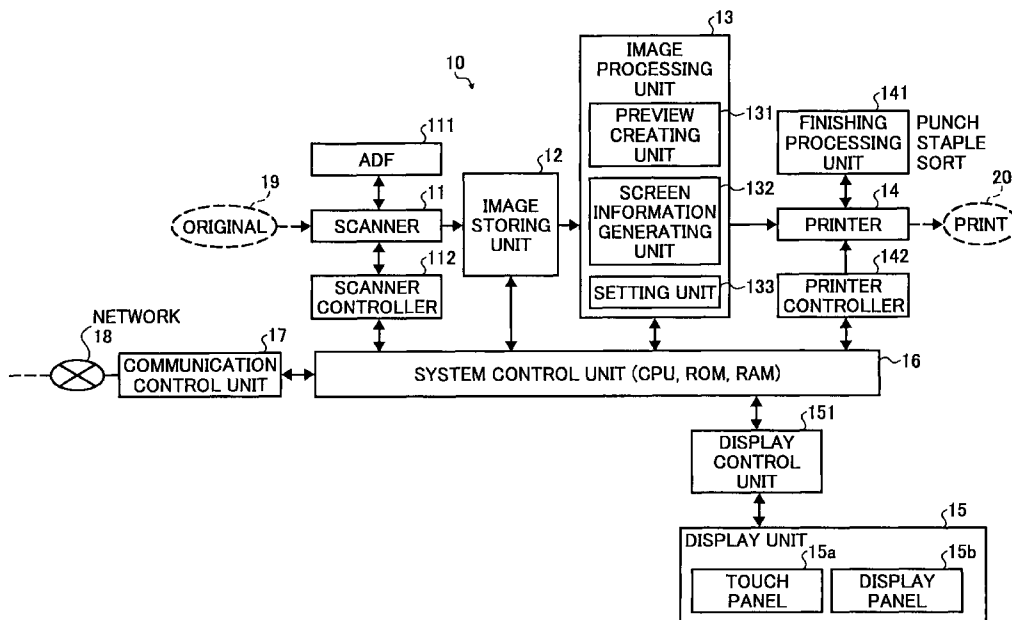 13
IMAGE
PROCESSING
UNIT
10
131
PREVIEW
CREATING
UNIT
141
FINISHING
PROCESSING
UNIT
PUNCH
STAPLE
SORT
111
ADF
12
IMAGE
STORING
UNIT
132
SCREEN
INFORMATION
GENERATING
UNIT
19
ORIGINAL
11
SCANNER
14
PRINTER
20
PRINT
112
SCANNER
CONTROLLER
133
SETTING UNIT
142
PRINTER
CONTROLLER
NETWORK
18
17
COMMUNICATION
CONTROL UNIT
16
SYSTEM CONTROL UNIT (CPU, ROM, RAM)
151
DISPLAY
CONTROL
UNIT
15
DISPLAY UNIT
15a
TOUCH
PANEL
15b
DISPLAY
PANEL